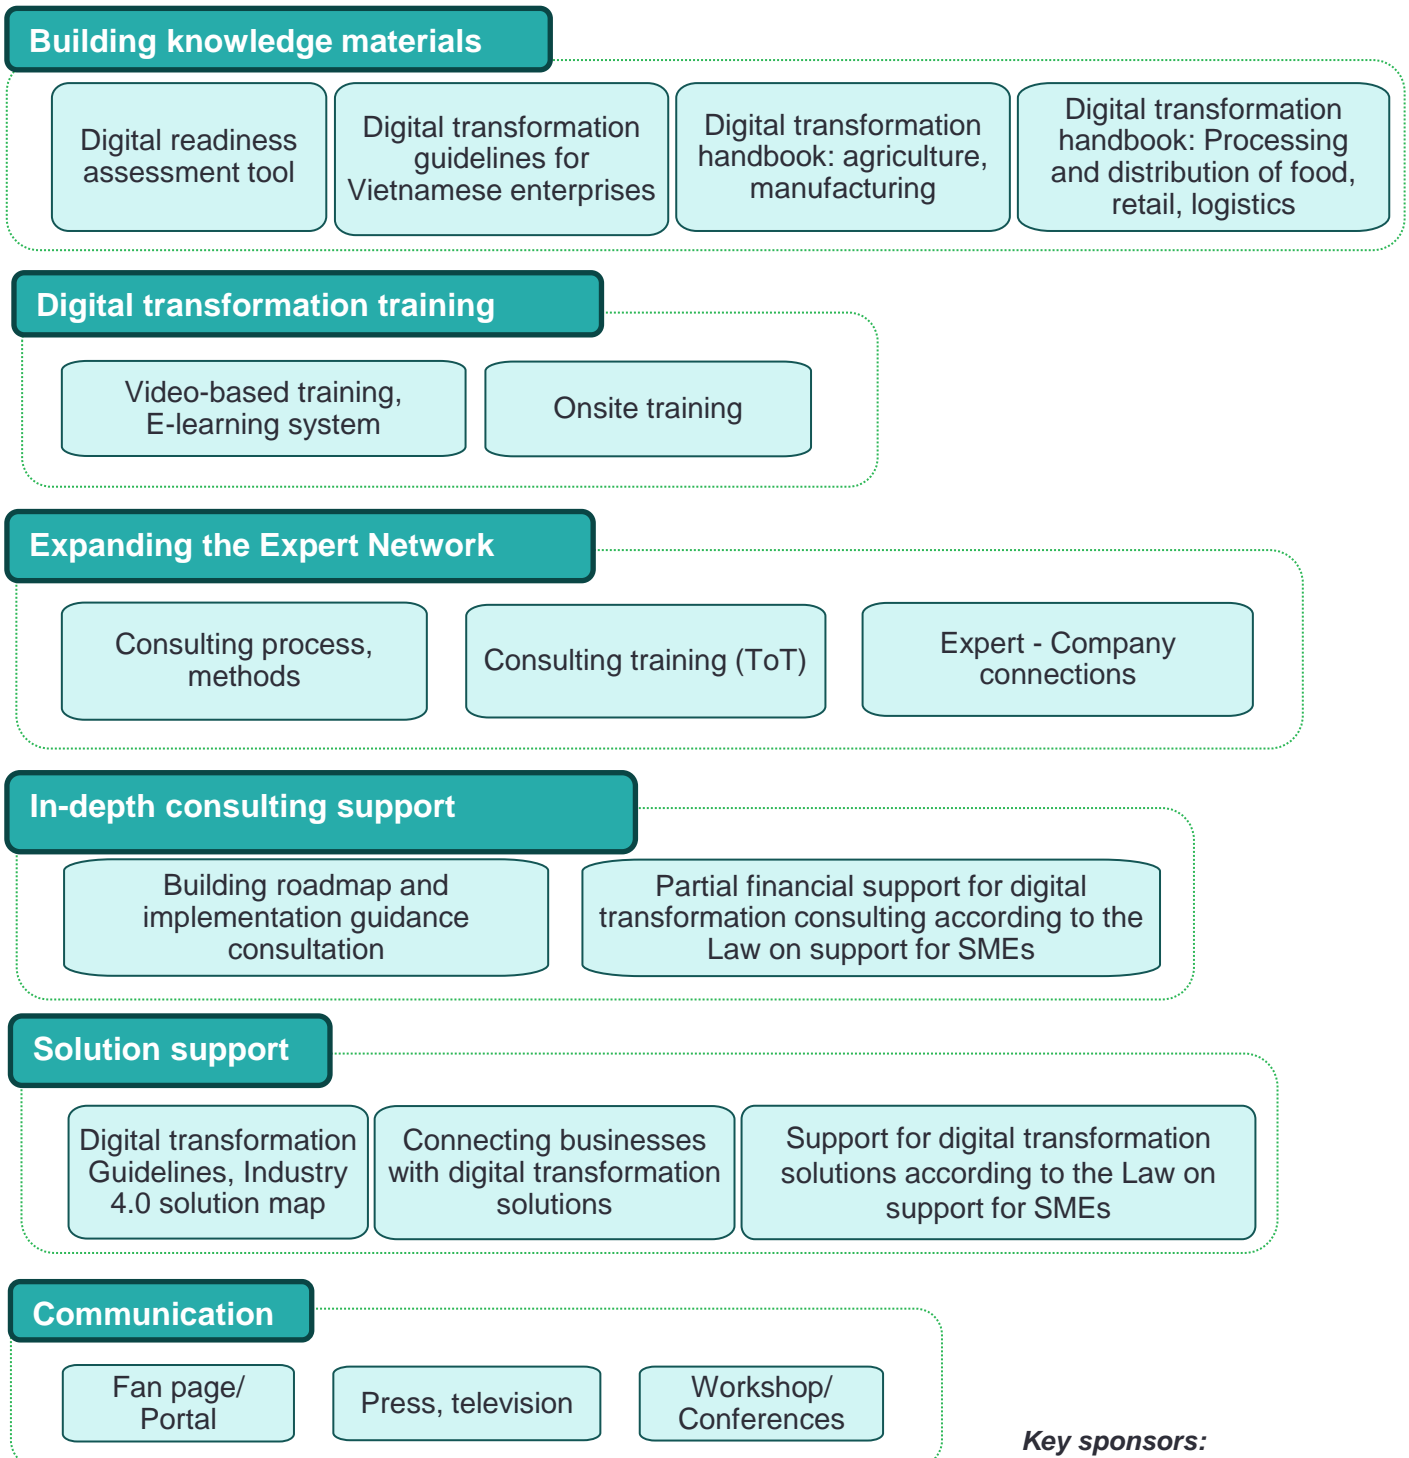 Building knowledge materials
Digital readiness
assessment tool
Digital transformation
guidelines for
Vietnamese enterprises
Digital transformation
handbook: agriculture,
manufacturing
Digital transformation
handbook: Processing
and distribution of food,
retail, logistics
Digital transformation training
Video-based training,
E-learning system
Onsite training
Expanding the Expert Network
Consulting process,
methods
Consulting training (ToT)
Expert - Company
connections
In-depth consulting support
Building roadmap and
implementation guidance
consultation
Partial financial support for digital
transformation consulting according to the
Law on support for SMEs
Solution support
Digital transformation
Guidelines, Industry
4.0 solution map
Connecting businesses
with digital transformation
solutions
Support for digital transformation
solutions according to the Law on
support for SMEs
Communication
Fan page/
Portal
Press, television
Workshop/
Conferences
Key sponsors: